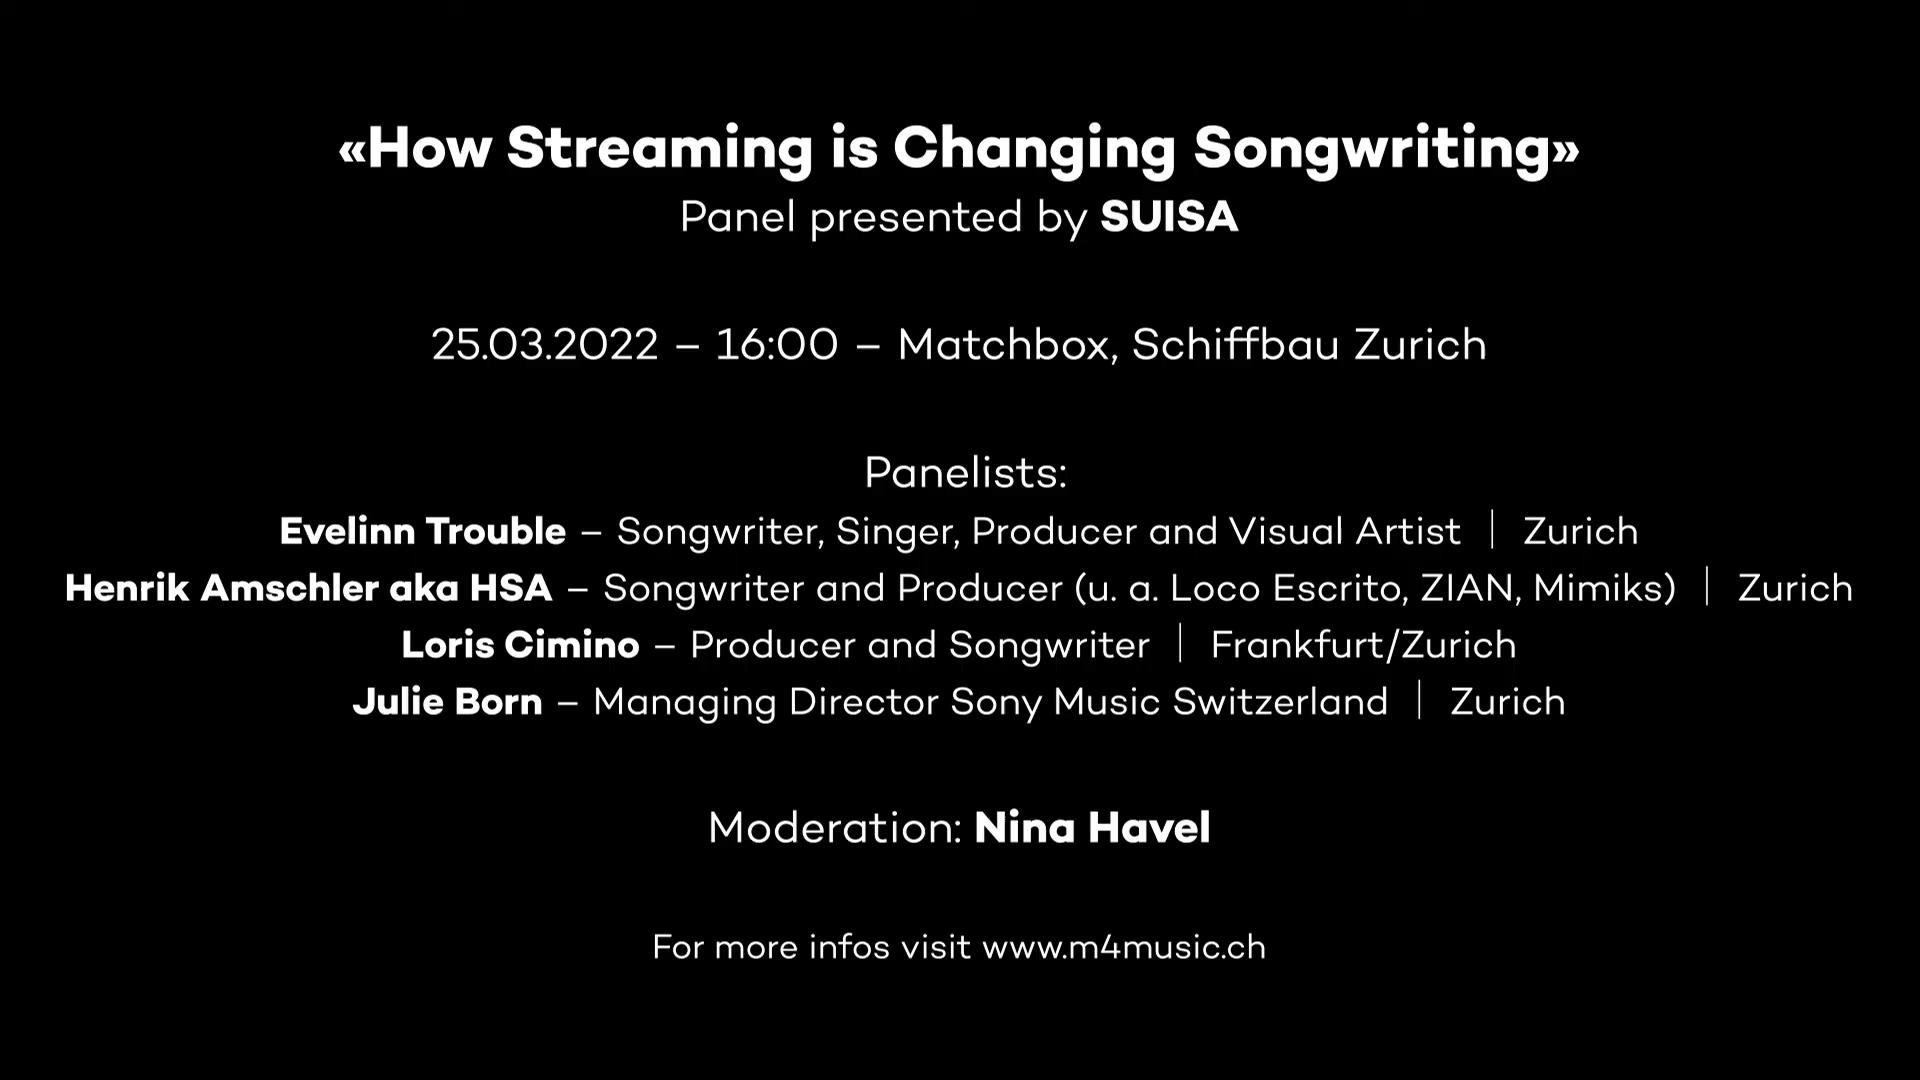 «How Streaming is Changing Songwriting»
Panel presented by SUISA
25.03.2022 – 16:00 – Matchbox, Schiffbau Zurich
Panelists:
Evelinn Trouble – Songwriter, Singer, Producer and Visual Artist | Zurich
Henrik Amschler aka HSA – Songwriter and Producer (u. a. Loco Escrito, ZIAN, Mimiks) | Zurich
Loris Cimino – Producer and Songwriter | Frankfurt/Zurich
Julie Born – Managing Director Sony Music Switzerland | Zurich
Moderation: Nina Havel
For more infos visit www.m4music.ch